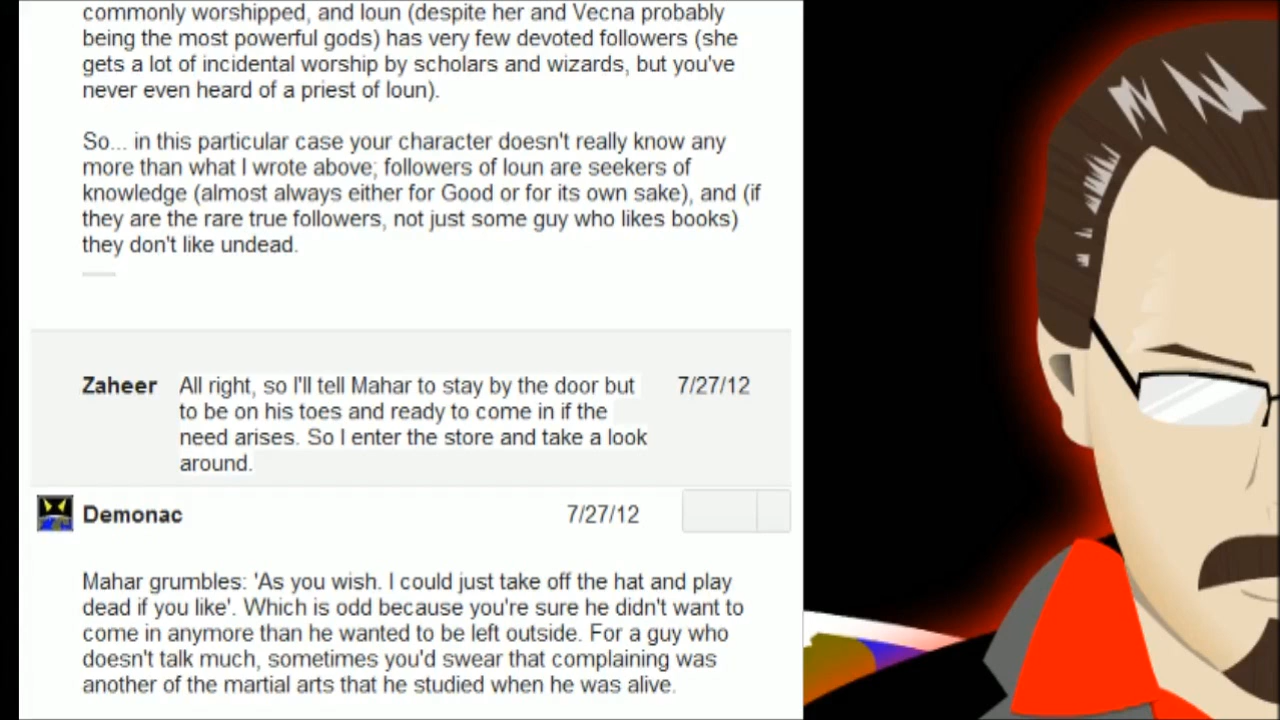 commonly worshipped, and Ioun (despite her and Vecna probably
being the most powerful gods) has very few devoted followers (she
gets a lot of incidental worship by scholars and wizards, but you've
never even heard of a priest of Ioun).
So... in this particular case your character doesn't really know any
more than what I wrote above; followers of Ioun are seekers of
knowledge (almost always either for Good or for its own sake), and (if
they are the rare true followers, not just some guy who likes books)
they don't like undead.
Zaheer All right, so I'll tell Mahar to stay by the door but 7/27/12
to be on his toes and ready to come in if the
need arises. So I enter the store and take a look
around.
Demonac 7/27/12
Mahar grumbles: 'As you wish. I could just take off the hat and play
dead if you like'. Which is odd because you're sure he didn't want to
come in anymore than he wanted to be left outside. For a guy who
doesn't talk much, sometimes you'd swear that complaining was
another of the martial arts that he studied when he was alive.